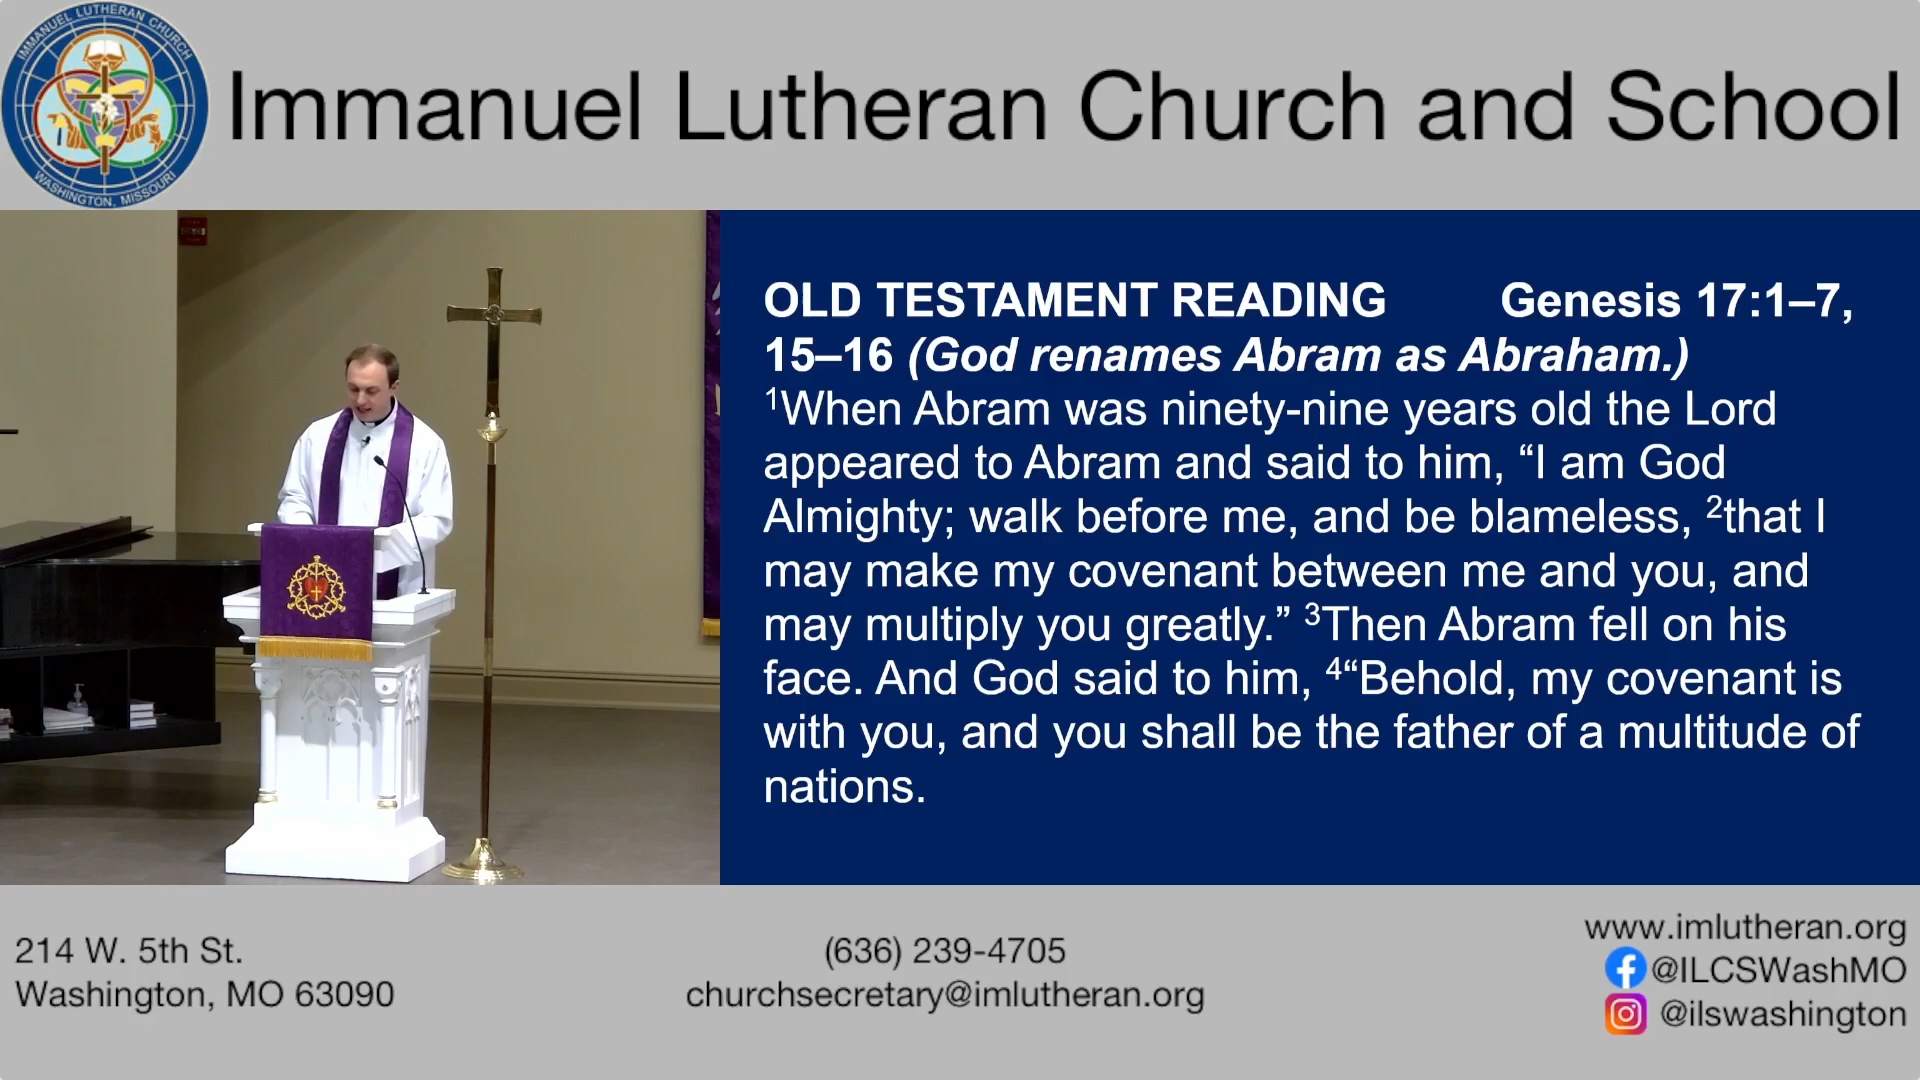 IMMANUEL LUTHERAN CHURCH
WASHINGTON, MISSOURI
Immanuel Lutheran Church and School
OLD TESTAMENT READING Genesis 17:1–7,
15–16 (God renames Abram as Abraham.)
1When Abram was ninety-nine years old the Lord
appeared to Abram and said to him, “I am God
Almighty; walk before me, and be blameless, 2that I
may make my covenant between me and you, and
may multiply you greatly.” 3Then Abram fell on his
face. And God said to him, 4“Behold, my covenant is
with you, and you shall be the father of a multitude of
nations.
214 W. 5th St.
Washington, MO 63090
(636) 239-4705
churchsecretary@imlutheran.org
www.imlutheran.org
@ILCSWashMO
@ilswashington